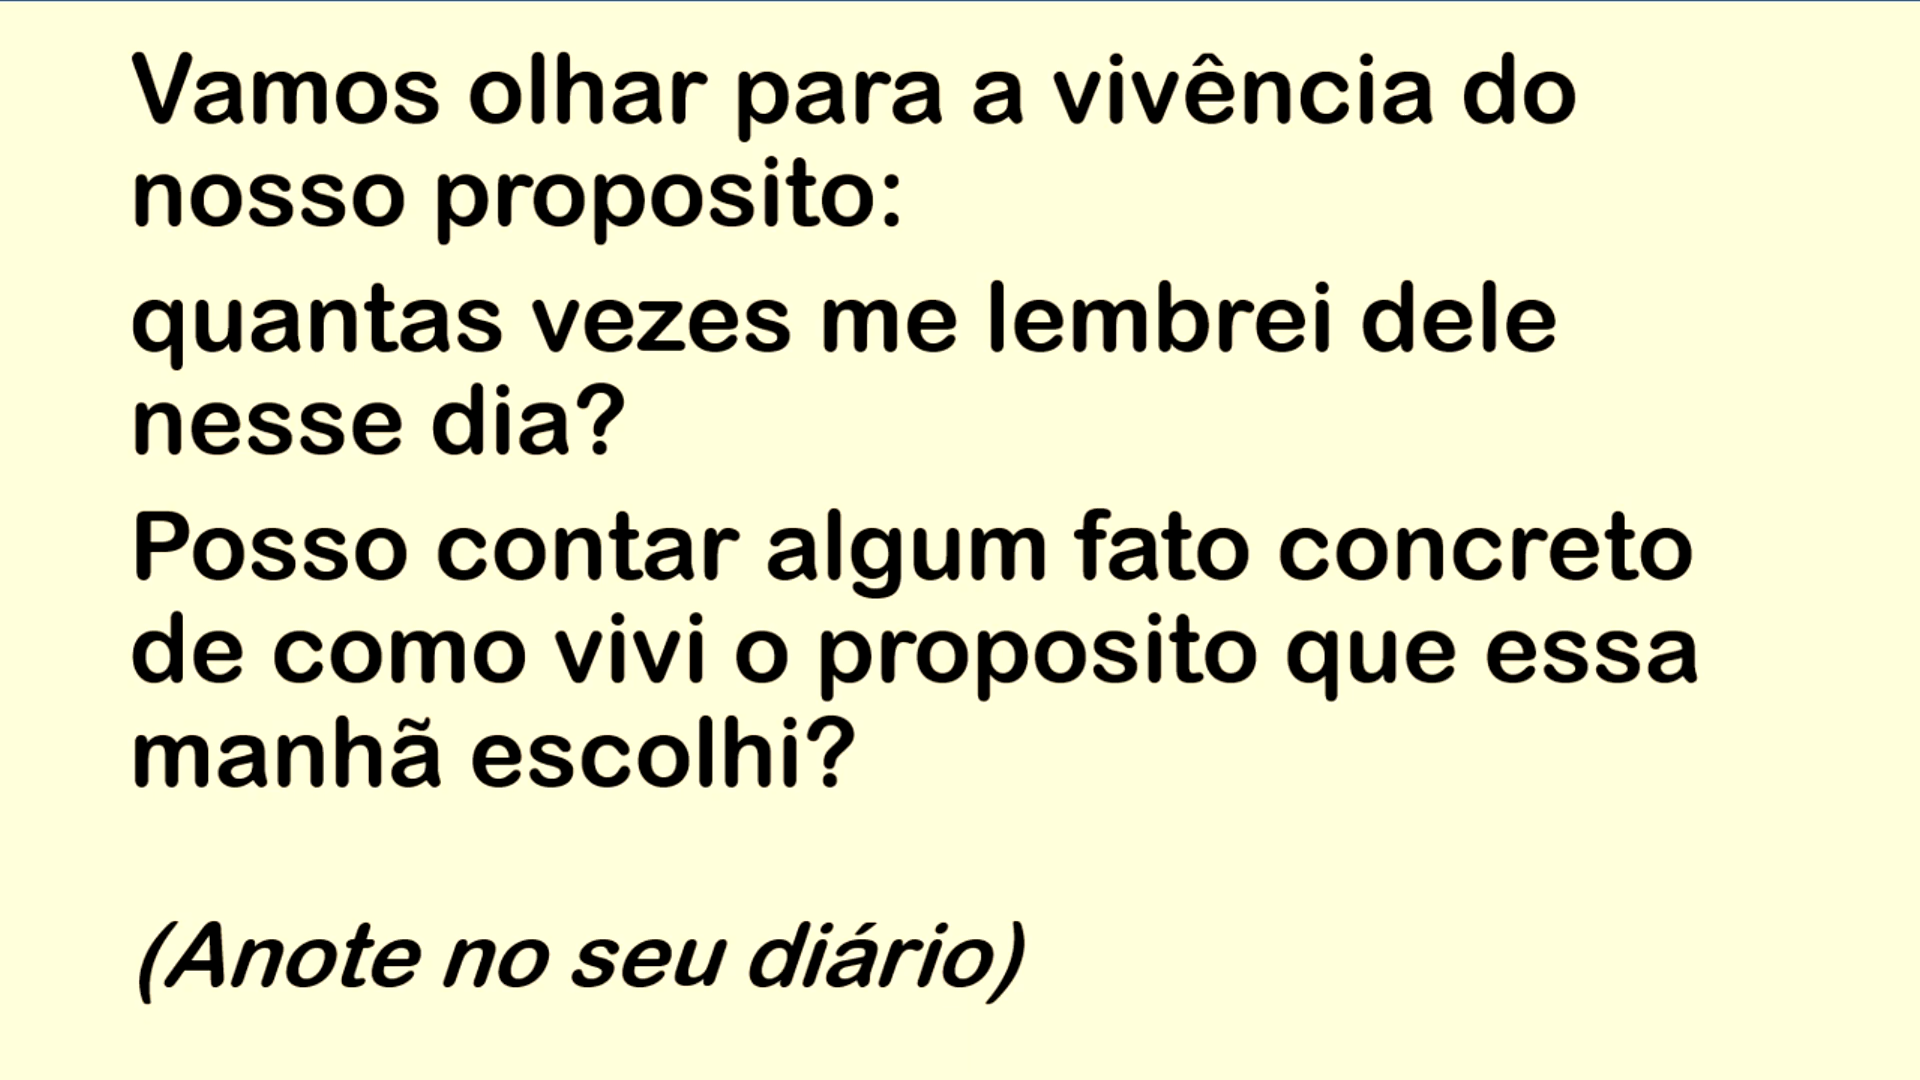 Vamos olhar para a vivência do
nosso proposito:
quantas vezes me lembrei dele
nesse dia?
Posso contar algum fato concreto
de como vivi o proposito que essa
manhã escolhi?
(Anote no seu diário)